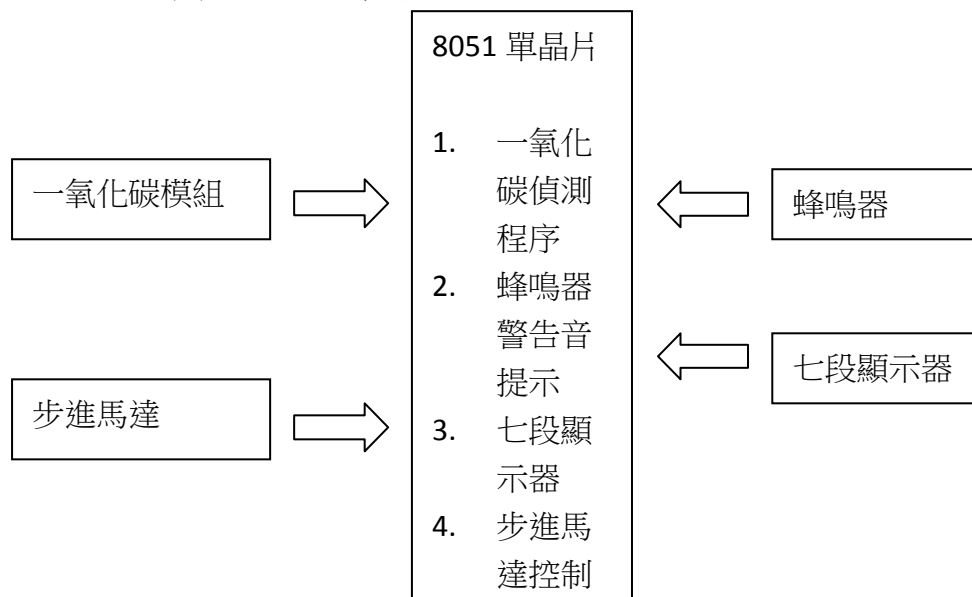 8051 單晶片
一氧化碳模組
步進馬達
1. 一氧化
碳偵測
程序
2. 蜂鳴器
警告音
提示
3. 七段顯
示器
4. 步進馬
達控制
蜂鳴器
七段顯示器